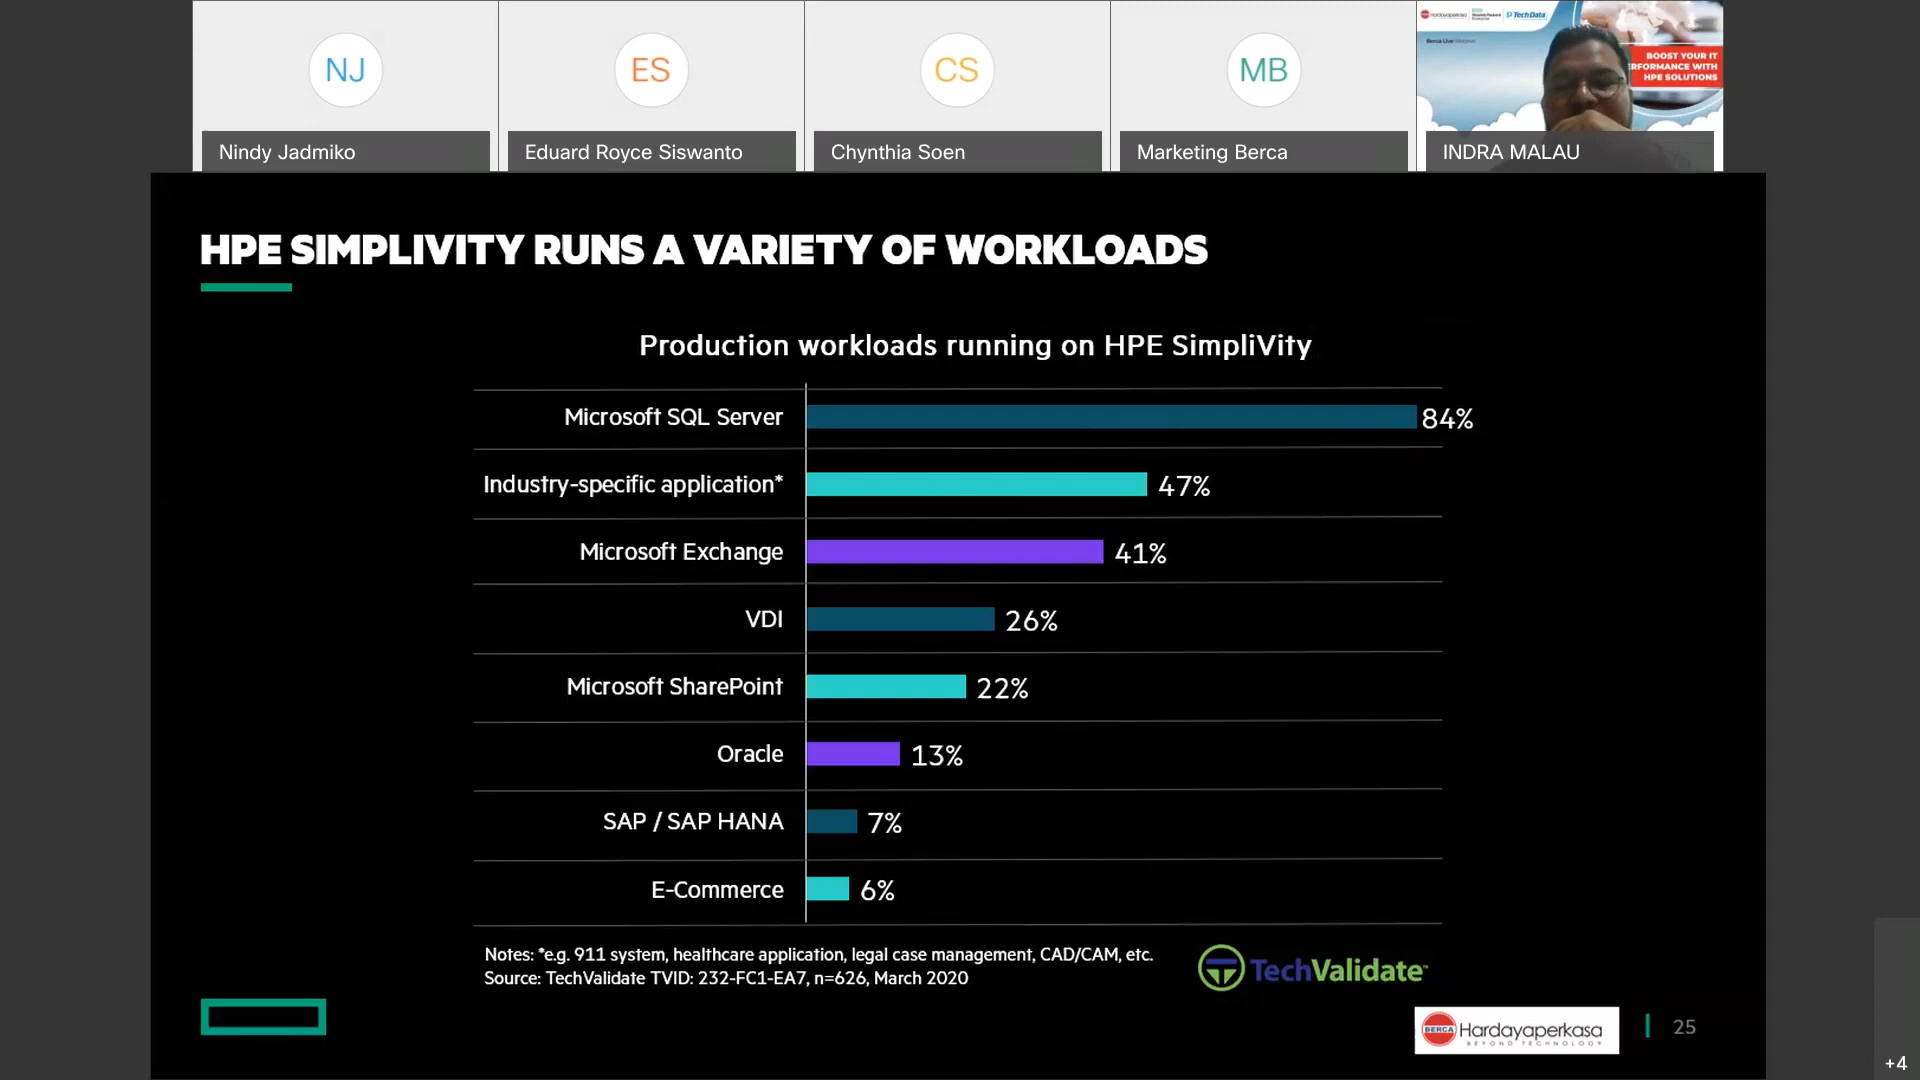 NJ
ES
CS
MB
Hardayaperkasa
TechData
BOOST YOUR IT
RFORMANCE WITH
HPE SOLUTIONS
Nindy Jadmiko
Eduard Royce Siswanto
Chynthia Soen
Marketing Berca
INDRA MALAU
HPE SIMPLIVITY RUNS A VARIETY OF WORKLOADS
Production workloads running on HPE SimpliVity
Microsoft SQL Server 84%
Industry-specific application* 47%
Microsoft Exchange 41%
VDI 26%
Microsoft SharePoint 22%
Oracle 13%
SAP / SAP HANA 7%
E-Commerce 6%
Notes: *e.g. 911 system, healthcare application, legal case management, CAD/CAM, etc.
Source: TechValidate TVID: 232-FC1-EA7, n=626, March 2020
TechValidate
BERCA Hardayaperkasa
BEYOND TECHNOLOGY
25
+4